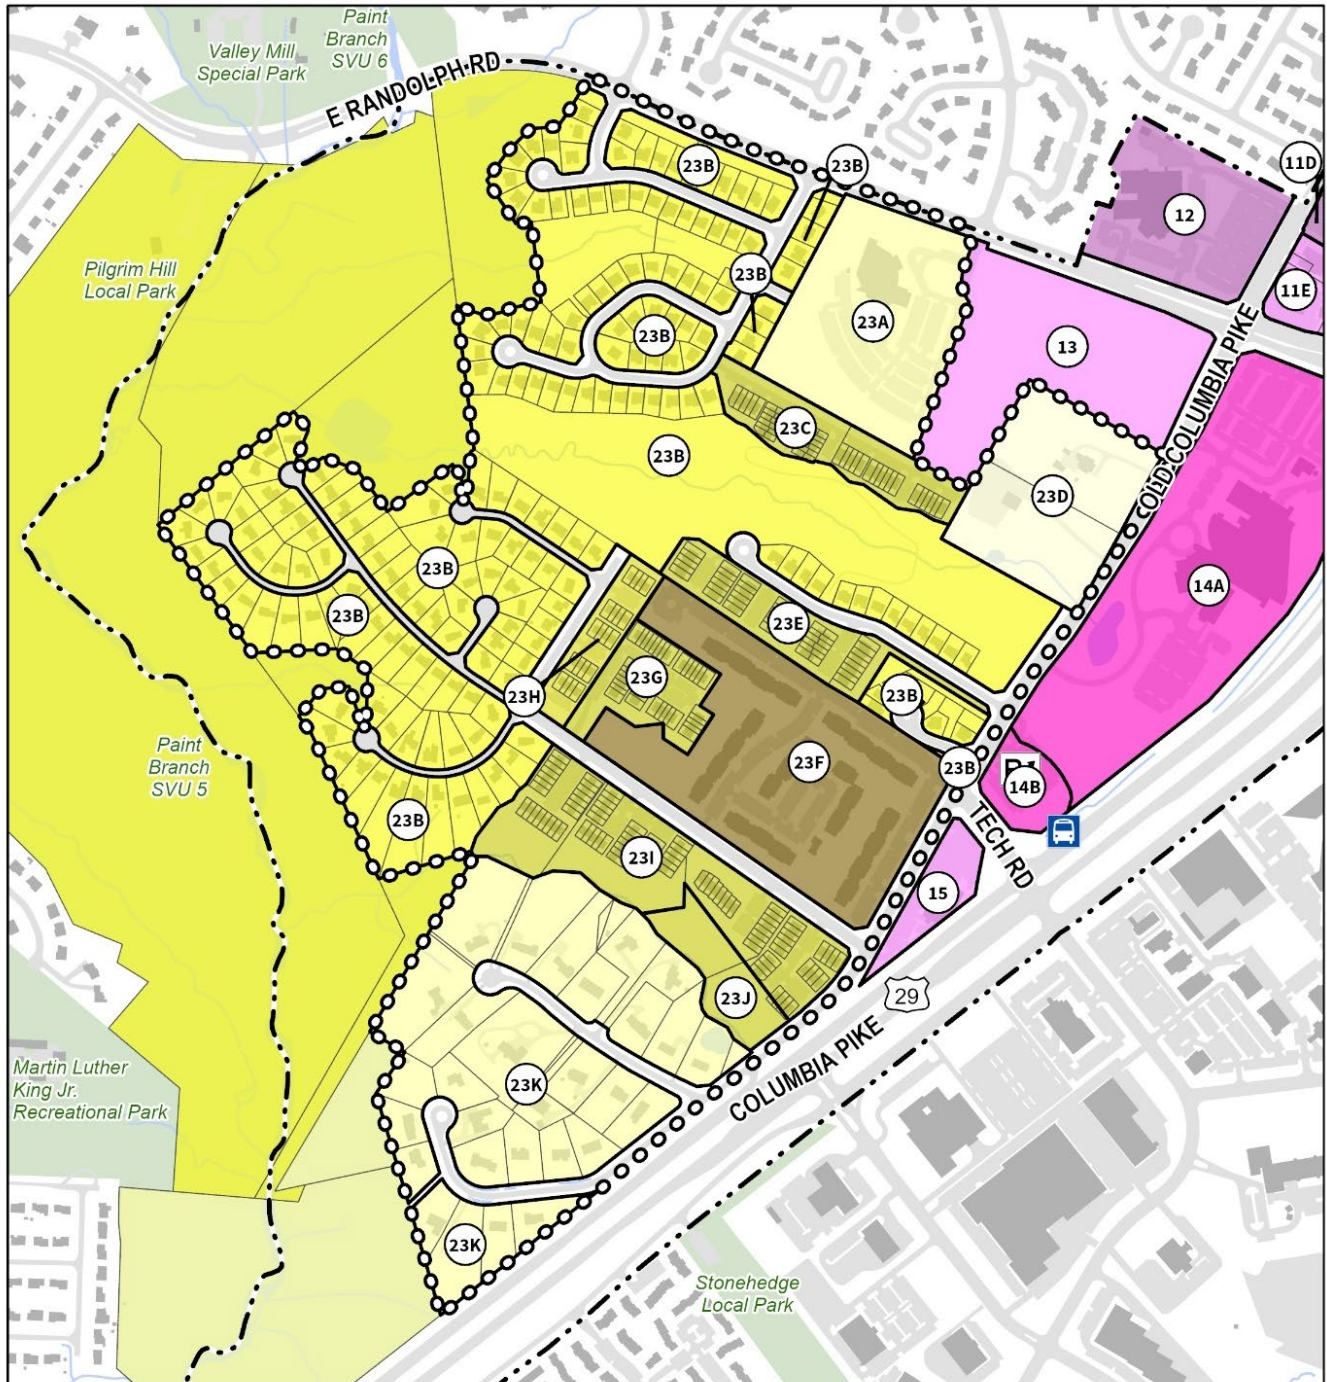 Paint
Branch
SVU 6
Valley Mill
Special Park
E RANDOLPH RD
23B
23B
11D
12
Pilgrim Hill
Local Park
23B
11E
23A
23B
13
OLD COLUMBIA PIKE
23C
23B
23D
23B
14A
23B
23E
23G
23H
23B
Paint
Branch
SVU 5
23F
23B
14B
23B
TECH RD
23I
15
23J
29
COLUMBIA PIKE
Martin Luther
King Jr.
Recreational Park
23K
23K
Stonehedge
Local Park